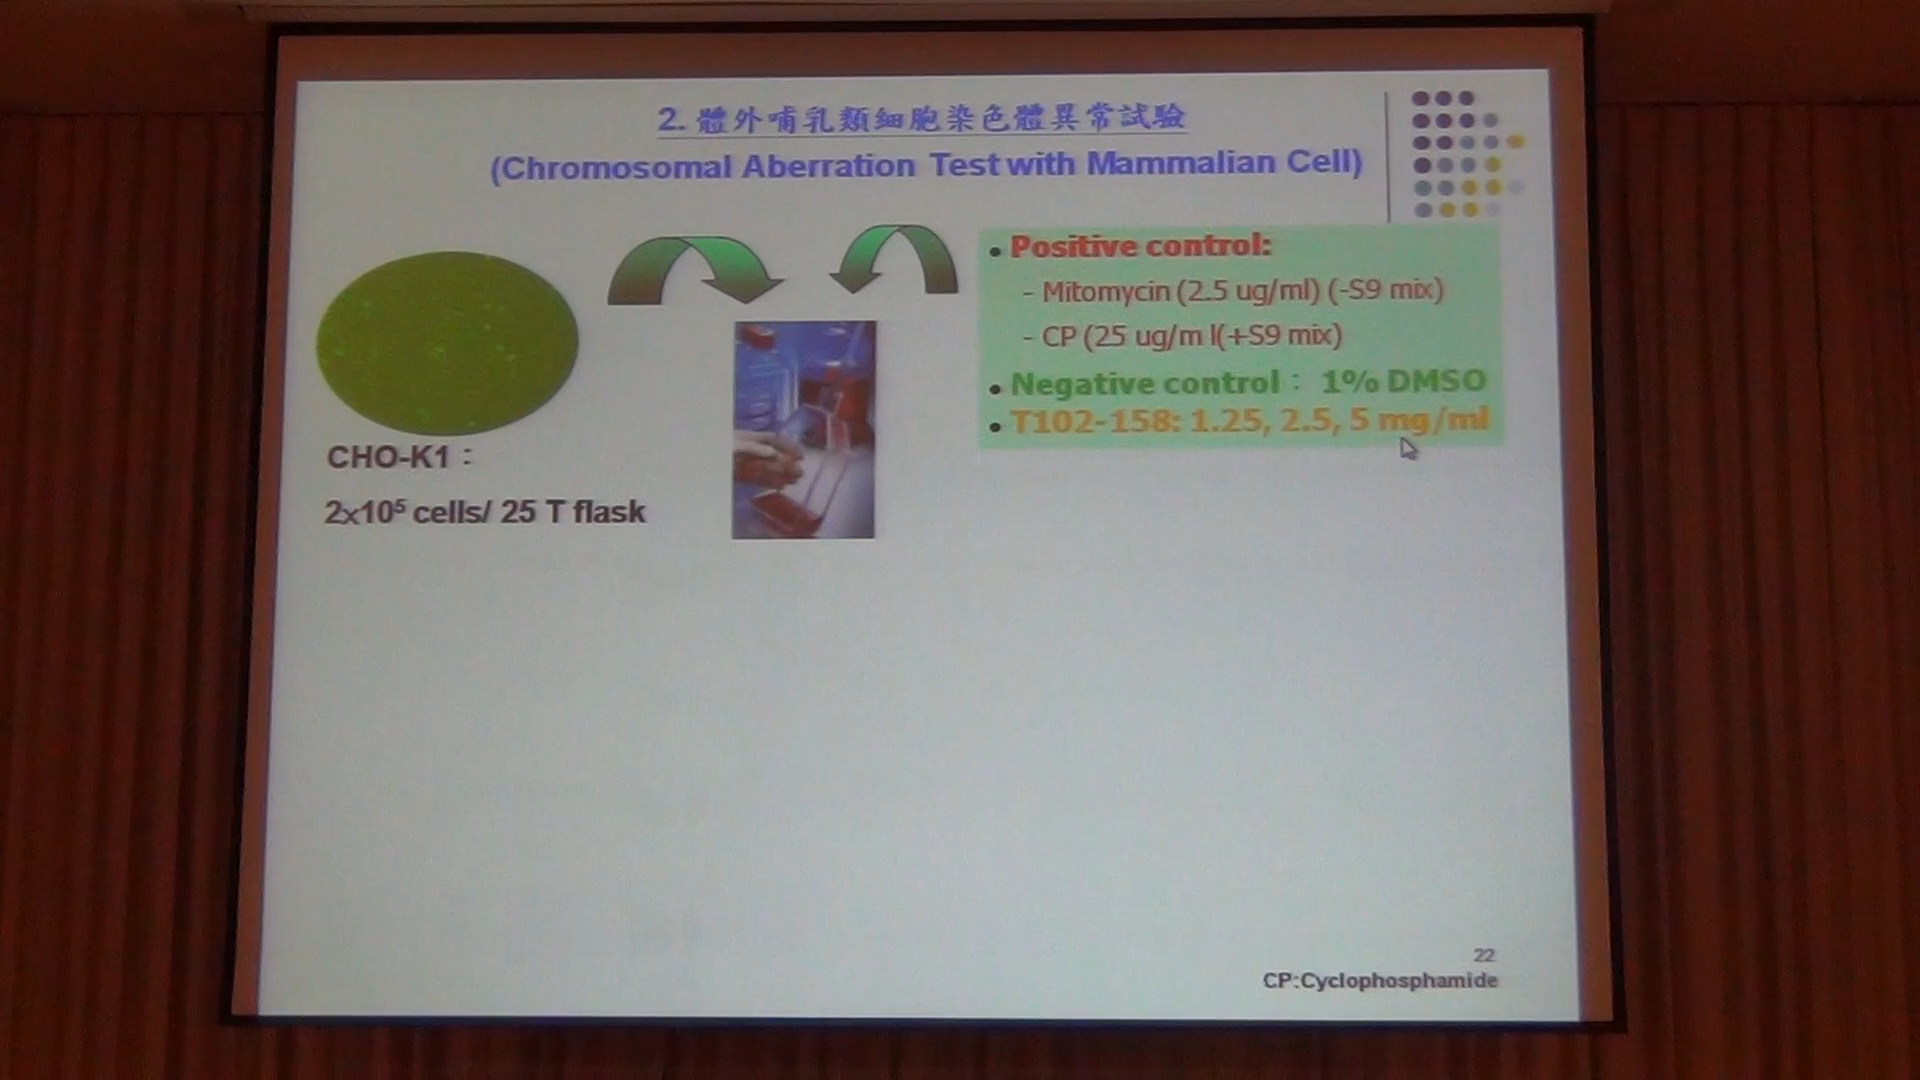 2. 體外哺乳類細胞染色體異常試驗
(Chromosomal Aberration Test with Mammalian Cell)
CHO-K1：
2x10⁵ cells/ 25 T flask
• Positive control:
- Mitomycin (2.5 ug/ml) (-S9 mix)
- CP (25 ug/m l(+S9 mix)
• Negative control： 1% DMSO
• T102-158: 1.25, 2.5, 5 mg/ml
22
CP:Cyclophosphamide